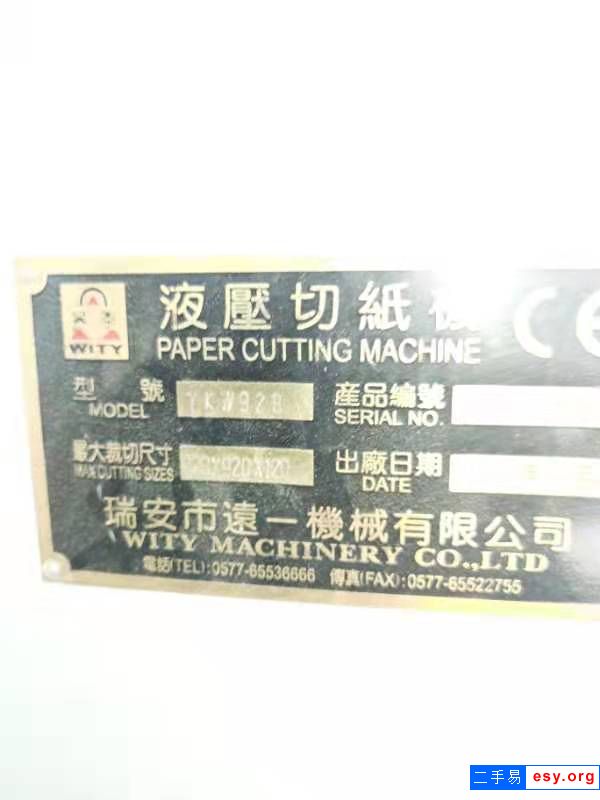 液壓切紙機 CE
PAPER CUTTING MACHINE
WITY
型 號
MODEL
YKW92B
產品編號
SERIAL NO.
最大裁切尺寸
MAX.CUTTING SIZES
出廠日期
DATE
瑞安市遠一機械有限公司
WITY MACHINERY CO.,LTD
電話(TEL):0577-65536666 傳真(FAX):0577-65522755
二手易 esy.org